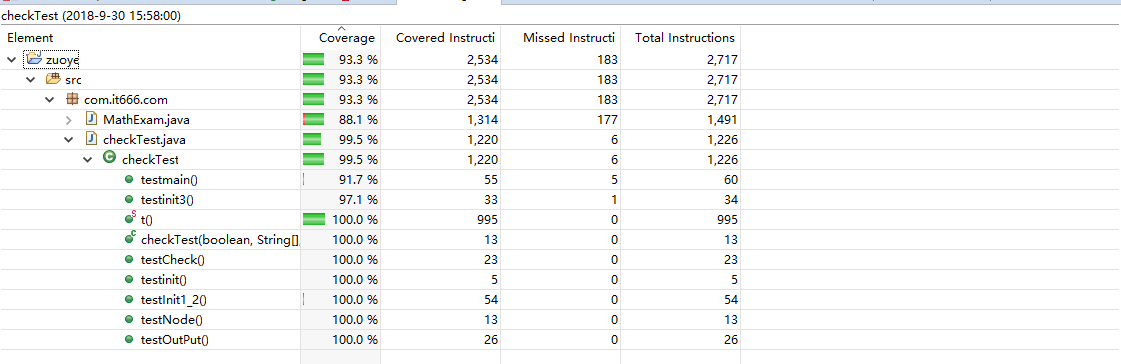 checkTest (2018-9-30 15:58:00)
Element Coverage Covered Instructi Missed Instructi Total Instructions
zuoye 93.3 % 2,534 183 2,717
src 93.3 % 2,534 183 2,717
com.it666.com 93.3 % 2,534 183 2,717
MathExam.java 88.1 % 1,314 177 1,491
checkTest.java 99.5 % 1,220 6 1,226
checkTest 99.5 % 1,220 6 1,226
testmain() 91.7 % 55 5 60
testinit3() 97.1 % 33 1 34
t() 100.0 % 995 0 995
checkTest(boolean, String[], 100.0 % 13 0 13
testCheck() 100.0 % 23 0 23
testinit() 100.0 % 5 0 5
testInit1_2() 100.0 % 54 0 54
testNode() 100.0 % 13 0 13
testOutPut() 100.0 % 26 0 26